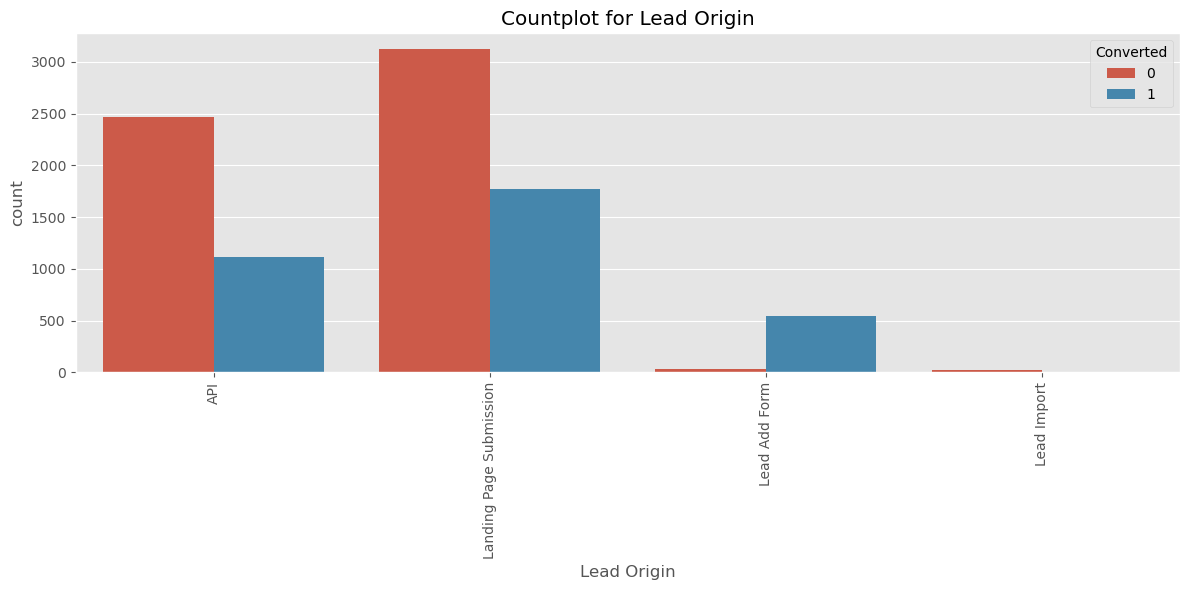 Countplot for Lead Origin
Converted
0
1
count
3000
2500
2000
1500
1000
500
0
API
Landing Page Submission
Lead Add Form
Lead Import
Lead Origin